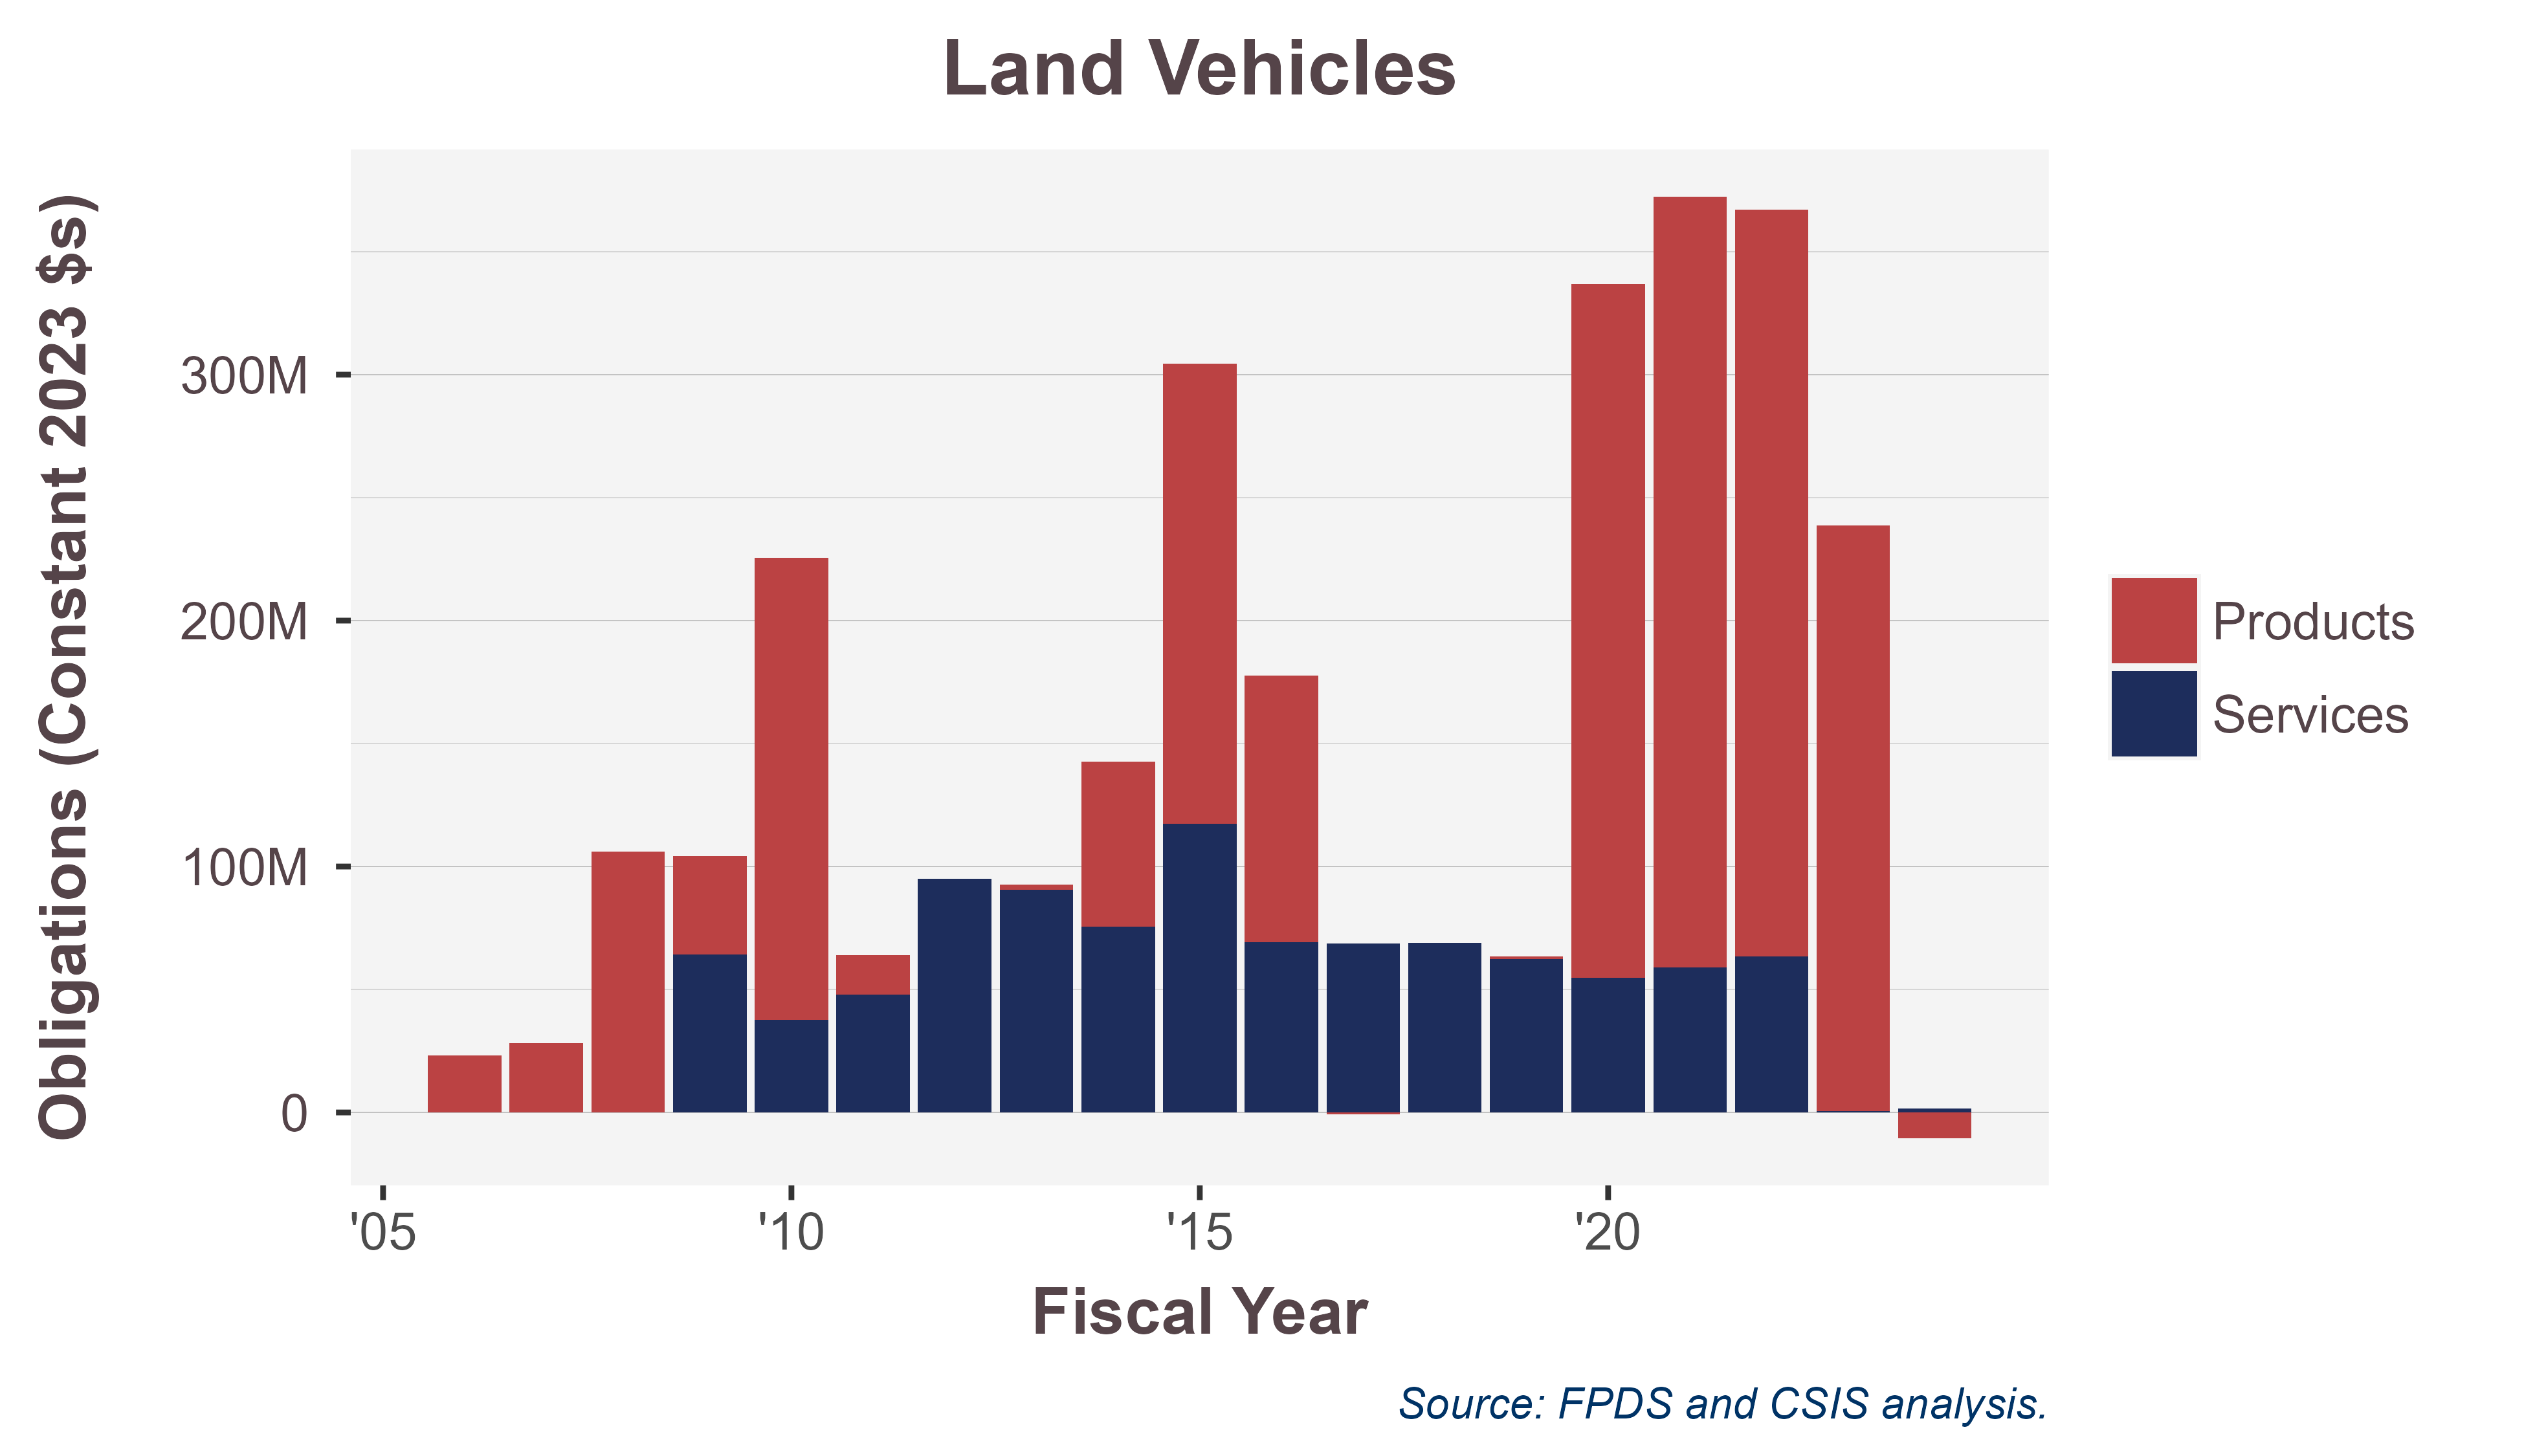 Land Vehicles
Obligations (Constant 2023 $s)
300M
200M
100M
0
'05
'10
'15
'20
Fiscal Year
Products
Services
Source: FPDS and CSIS analysis.